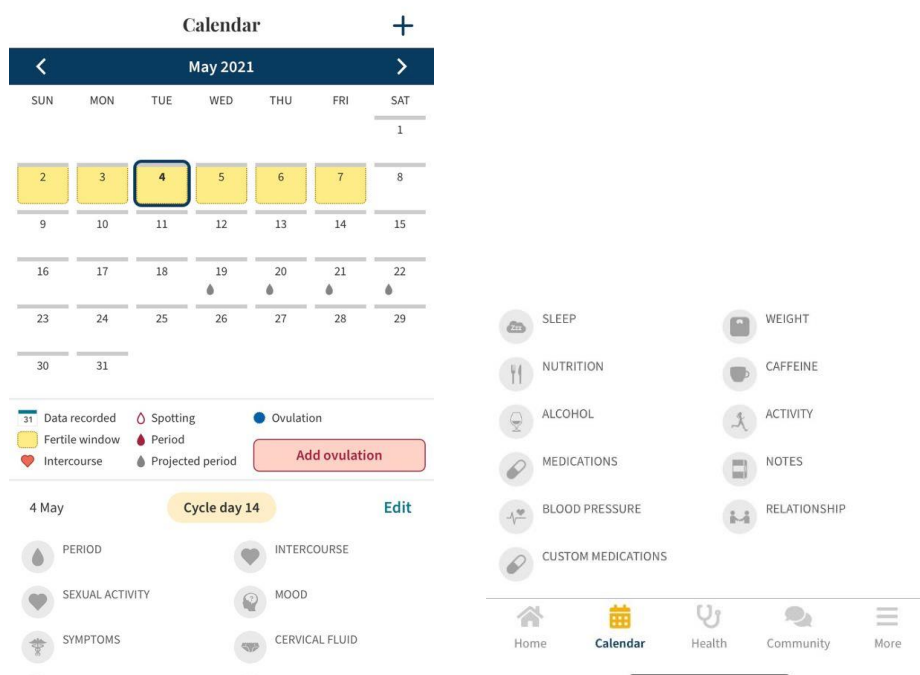 Calendar
May 2021
SUN MON TUE WED THU FRI SAT
1
2 3 4 5 6 7 8
9 10 11 12 13 14 15
16 17 18 19 20 21 22
23 24 25 26 27 28 29
30 31
31 Data recorded Spotting Ovulation
Fertile window Period
Intercourse Projected period Add ovulation
4 May Cycle day 14 Edit
PERIOD INTERCOURSE
SEXUAL ACTIVITY MOOD
SYMPTOMS CERVICAL FLUID
SLEEP WEIGHT
Zzz
NUTRITION CAFFEINE
ALCOHOL ACTIVITY
MEDICATIONS NOTES
BLOOD PRESSURE RELATIONSHIP
CUSTOM MEDICATIONS
Home Calendar Health Community More